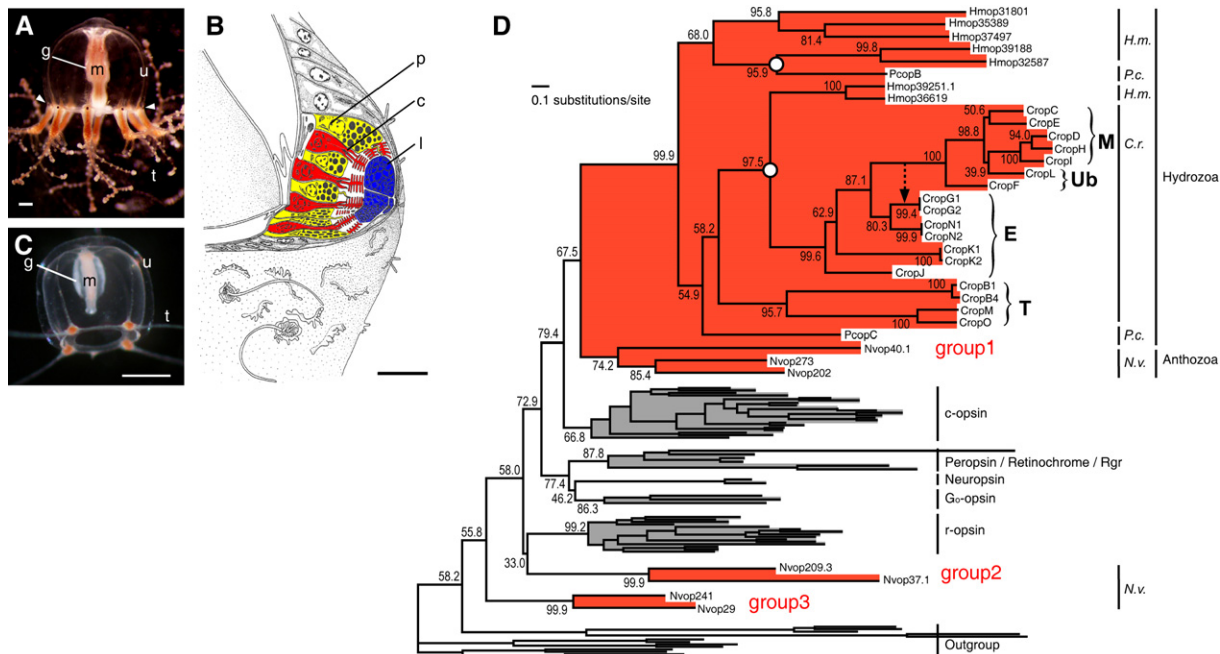 A
g
m
u
t
B
p
c
l
C
g
m
u
t
D
0.1 substitutions/site
95.8
Hmop31801
Hmop35389
68.0
81.4
Hmop37497
H.m.
99.8
Hmop39188
Hmop32587
95.9
PcopB
P.c.
100
Hmop39251.1
Hmop36619
H.m.
50.6
CropC
CropE
98.8
94.0
CropD
M
CropH
C.r.
99.9
97.5
100
100
CropI
39.9
CropL
Ub
Hydrozoa
87.1
CropF
CropG1
99.4
CropG2
62.9
CropN1
80.3
E
99.9
CropN2
58.2
67.5
99.6
CropK1
100
CropK2
CropJ
54.9
100
CropB1
CropB4
95.7
CropM
T
100
CropO
PcopC
P.c.
79.4
Nvop40.1
group1
74.2
Nvop273
N.v.
Anthozoa
85.4
Nvop202
72.9
c-opsin
66.8
87.8
Peropsin / Retinochrome / Rgr
58.0
77.4
Neuropsin
46.2
86.3
Go-opsin
99.2
r-opsin
55.8
33.0
Nvop209.3
99.9
Nvop37.1
group2
58.2
N.v.
Nvop241
99.9
Nvop29
group3
Outgroup